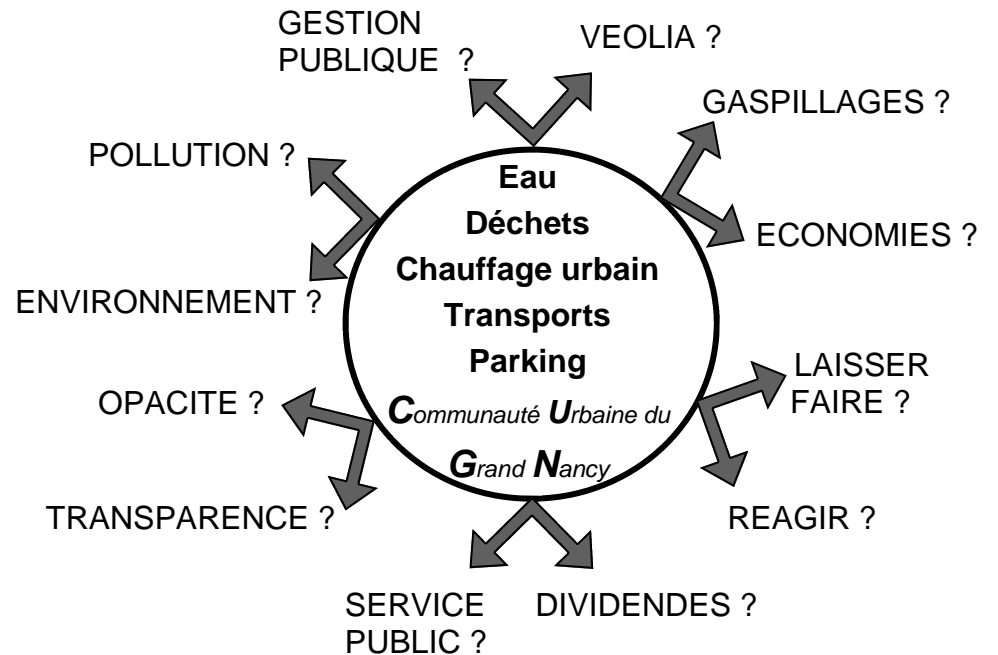 GESTION
PUBLIQUE ?
VEOLIA ?
GASPILLAGES ?
POLLUTION ?
ECONOMIES ?
ENVIRONNEMENT ?
Eau
Déchets
Chauffage urbain
Transports
Parking
Communauté Urbaine du
Grand Nancy
LAISSER
FAIRE ?
OPACITE ?
TRANSPARENCE ?
REAGIR ?
SERVICE
PUBLIC ?
DIVIDENDES ?